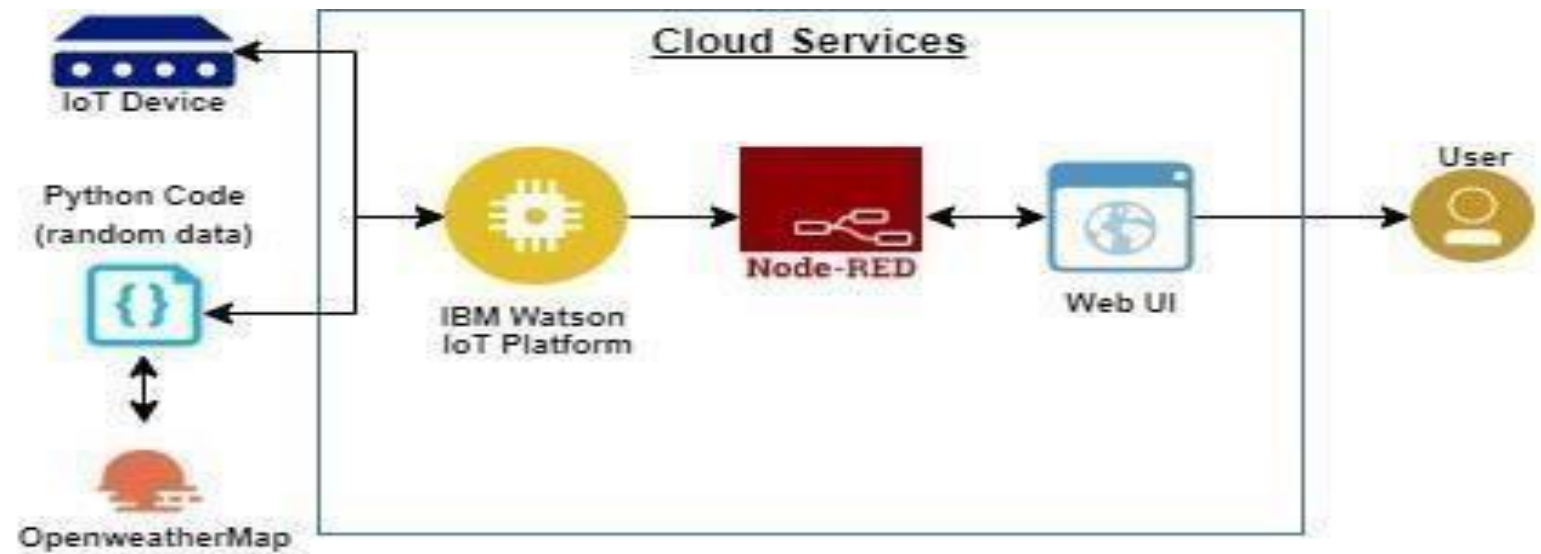 Cloud Services
IoT Device
Python Code
(random data)
{}
OpenweatherMap
IBM Watson
IoT Platform
Node-RED
Web UI
User